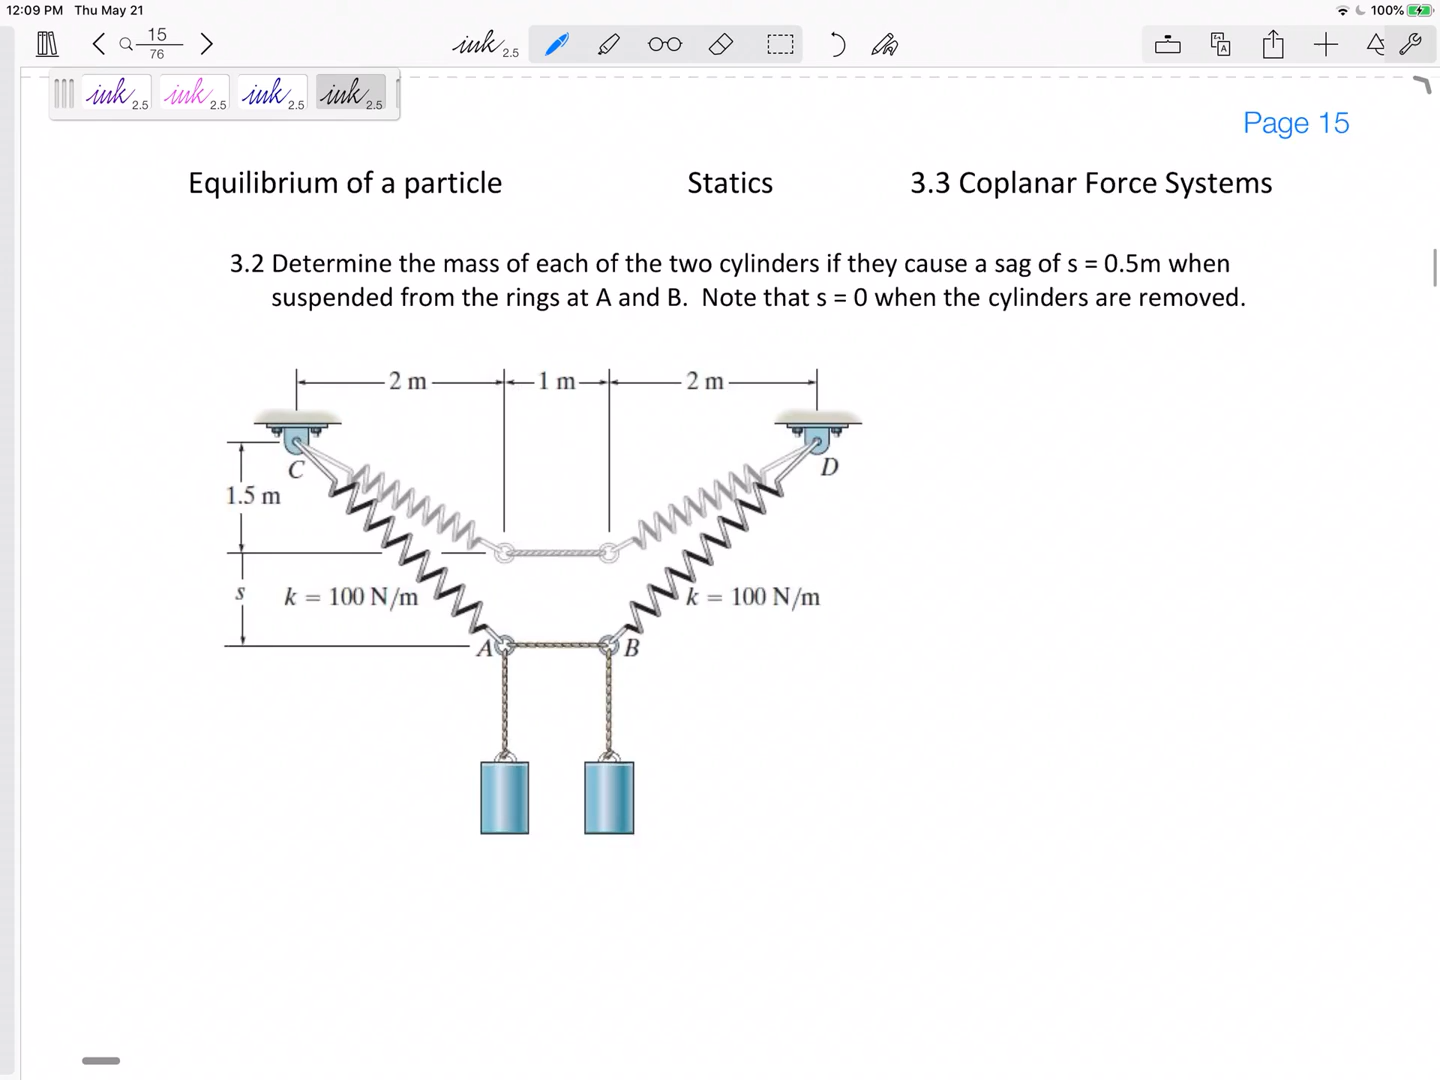 12:09 PM Thu May 21
100%
15
76
ink 2.5
ink 2.5
ink 2.5
ink 2.5
ink 2.5
Page 15
Equilibrium of a particle Statics 3.3 Coplanar Force Systems
3.2 Determine the mass of each of the two cylinders if they cause a sag of s = 0.5m when
suspended from the rings at A and B. Note that s = 0 when the cylinders are removed.
2 m 1 m 2 m
C D
1.5 m
s k = 100 N/m k = 100 N/m
A B